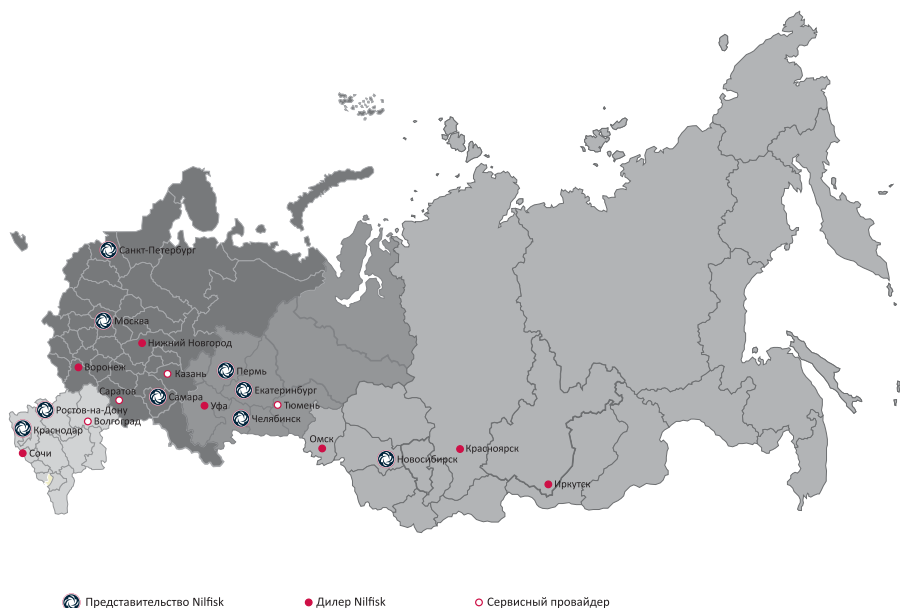 Санкт-Петербург
Москва
Нижний Новгород
Воронеж
Казань
Пермь
Екатеринбург
Саратов
Самара
Уфа
Тюмень
Ростов-на-Дону
Волгоград
Челябинск
Краснодар
Омск
Сочи
Новосибирск
Красноярск
Иркутск
Представительство Nilfisk
Дилер Nilfisk
Сервисный провайдер